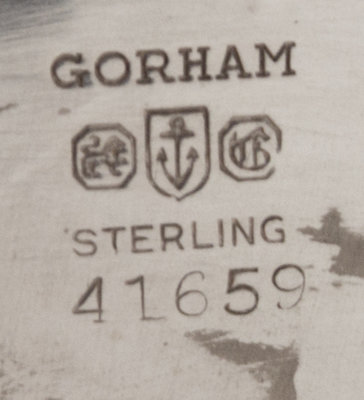 GORHAM
G
STERLING
41659